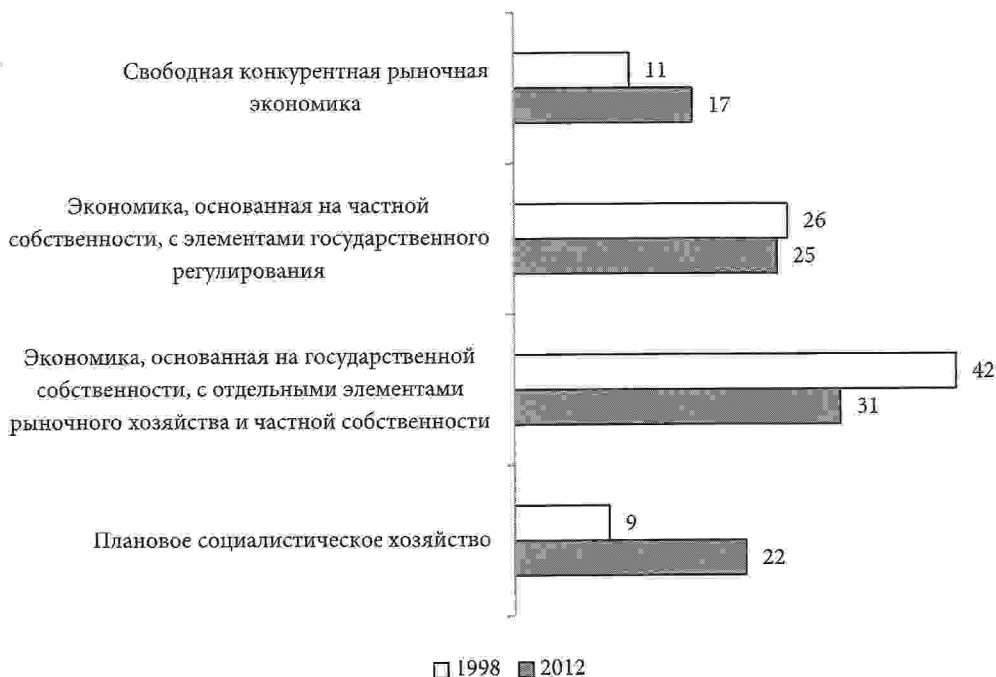 Свободная конкурентная рыночная
экономика
11
17
Экономика, основанная на частной
собственности, с элементами государственного
регулирования
26
25
Экономика, основанная на государственной
собственности, с отдельными элементами
рыночного хозяйства и частной собственности
42
31
Плановое социалистическое хозяйство
9
22
1998 2012